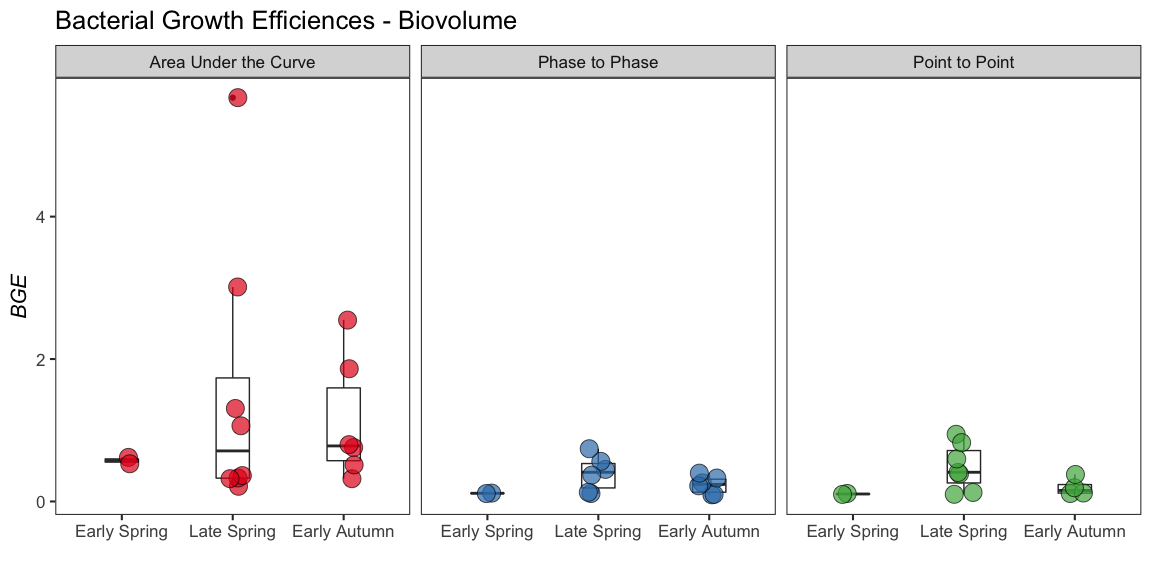 Bacterial Growth Efficiences - Biovolume
Area Under the Curve
Phase to Phase
Point to Point
BGE
4
2
0
Early Spring
Late Spring
Early Autumn
Early Spring
Late Spring
Early Autumn
Early Spring
Late Spring
Early Autumn